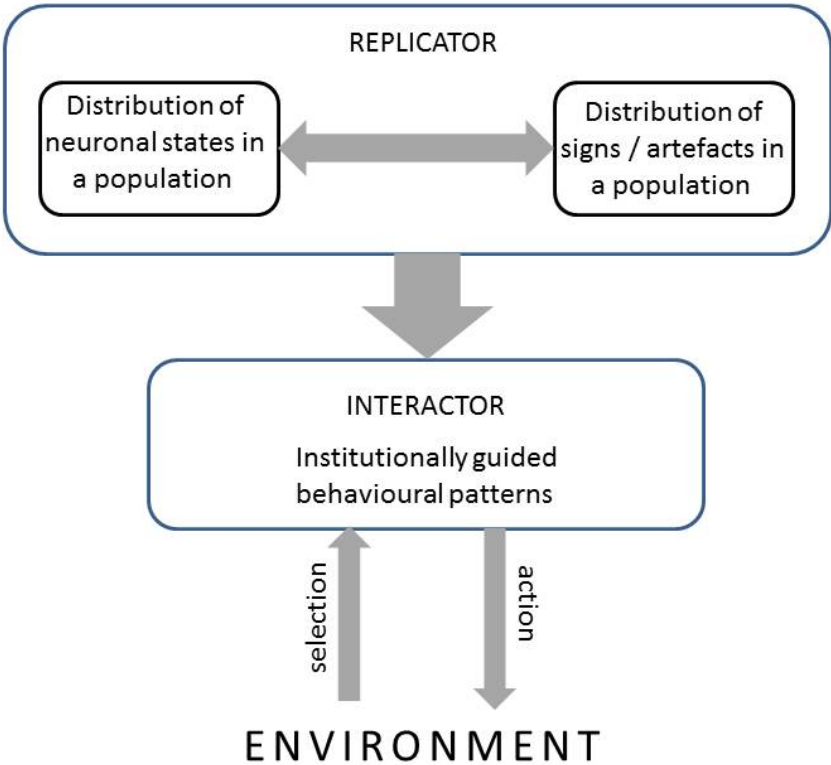 REPLICATOR
Distribution of
neuronal states in
a population
Distribution of
signs / artefacts in
a population
INTERACTOR
Institutionally guided
behavioural patterns
selection
action
ENVIRONMENT